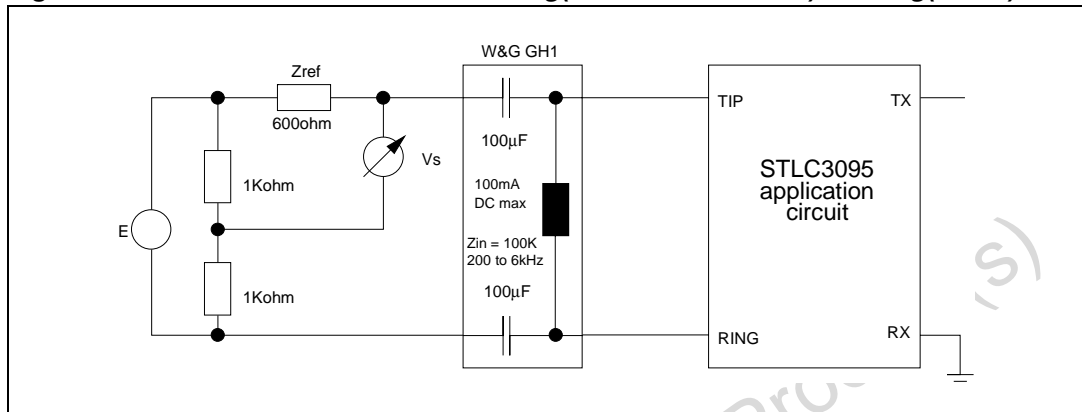 W&G GH1
Zref
600ohm
100μF
TIP
TX
Vs
1Kohm
100mA
DC max
STLC3095
application
circuit
E
Zin = 100K
200 to 6kHz
1Kohm
100μF
RING
RX